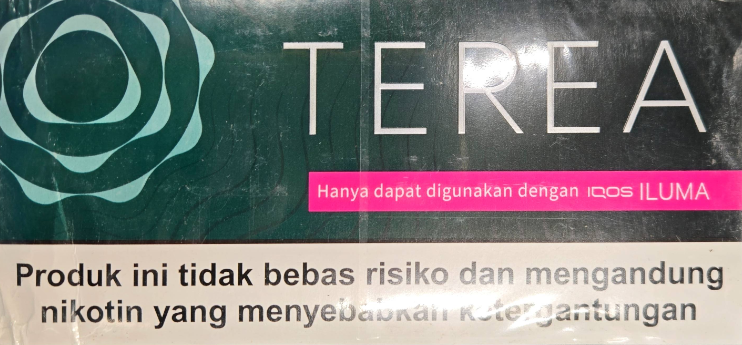 TEREA
Hanya dapat digunakan dengan IQOS ILUMA
Produk ini tidak bebas risiko dan mengandung
nikotin yang menyebabkan ketergantungan